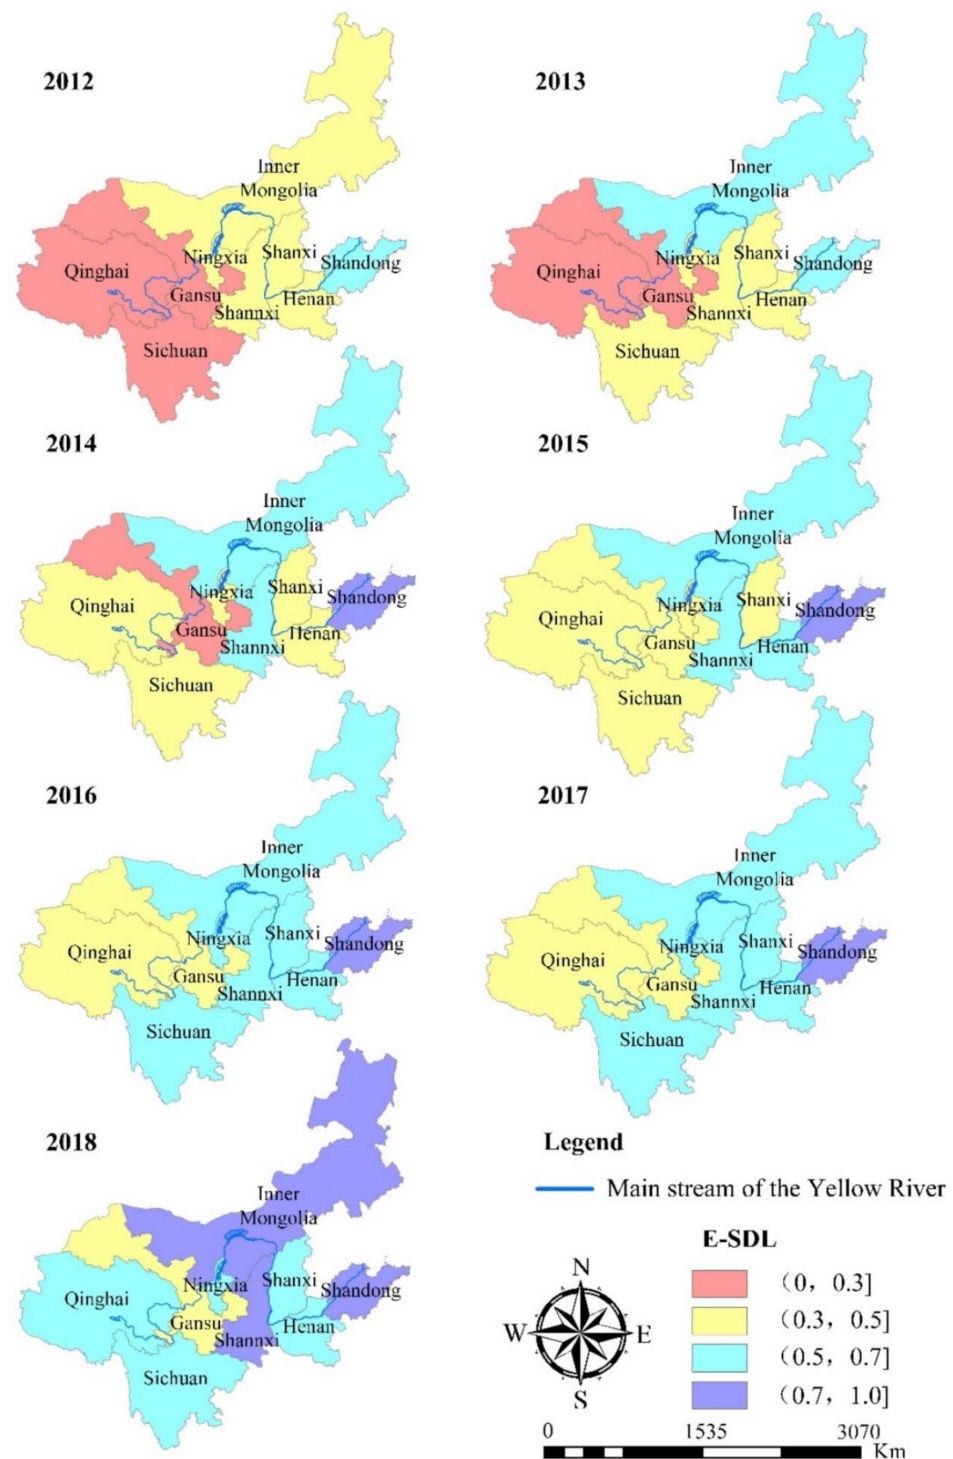 2012
Inner
Mongolia
Ningxia
Shanxi
Shandong
Qinghai
Gansu
Henan
Shannxi
Sichuan
2013
Inner
Mongolia
Ningxia
Shanxi
Shandong
Qinghai
Gansu
Henan
Shannxi
Sichuan
2014
Inner
Mongolia
Ningxia
Shanxi
Shandong
Qinghai
Gansu
Henan
Shannxi
Sichuan
2015
Inner
Mongolia
Ningxia
Shanxi
Shandong
Qinghai
Gansu
Henan
Shannxi
Sichuan
2016
Inner
Mongolia
Ningxia
Shanxi
Shandong
Qinghai
Gansu
Henan
Shannxi
Sichuan
2017
Inner
Mongolia
Ningxia
Shanxi
Shandong
Qinghai
Gansu
Henan
Shannxi
Sichuan
2018
Inner
Mongolia
Ningxia
Shanxi
Shandong
Qinghai
Gansu
Henan
Shannxi
Sichuan
Legend
Main stream of the Yellow River
E-SDL
(0, 0.3]
(0.3, 0.5]
(0.5, 0.7]
(0.7, 1.0]
N
W E
S
0 1535 3070
Km